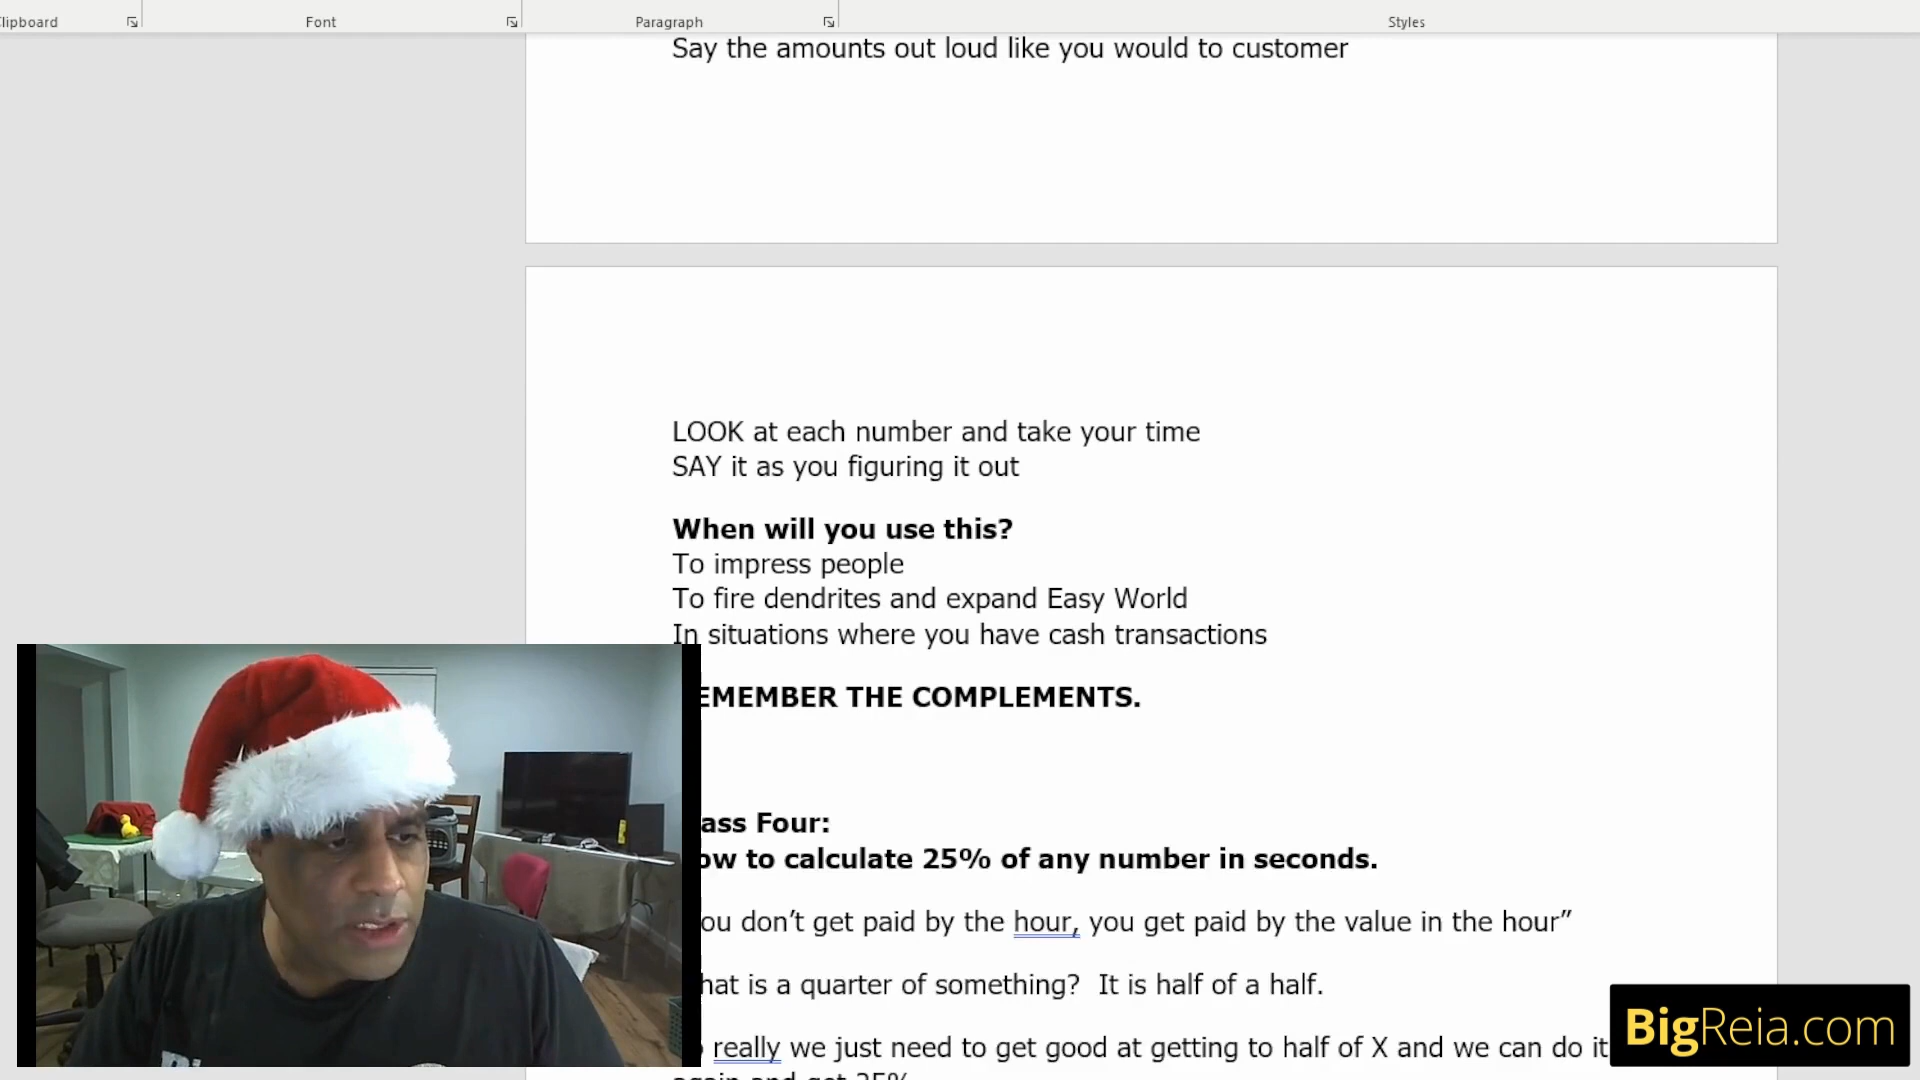 lipboard
Font
Paragraph
Styles
Say the amounts out loud like you would to customer
LOOK at each number and take your time
SAY it as you figuring it out
When will you use this?
To impress people
To fire dendrites and expand Easy World
In situations where you have cash transactions
EMEMBER THE COMPLEMENTS.
ass Four:
ow to calculate 25% of any number in seconds.
ou don’t get paid by the hour, you get paid by the value in the hour”
hat is a quarter of something?  It is half of a half.
really we just need to get good at getting to half of X and we can do it
again and get 25%
BigReia.com